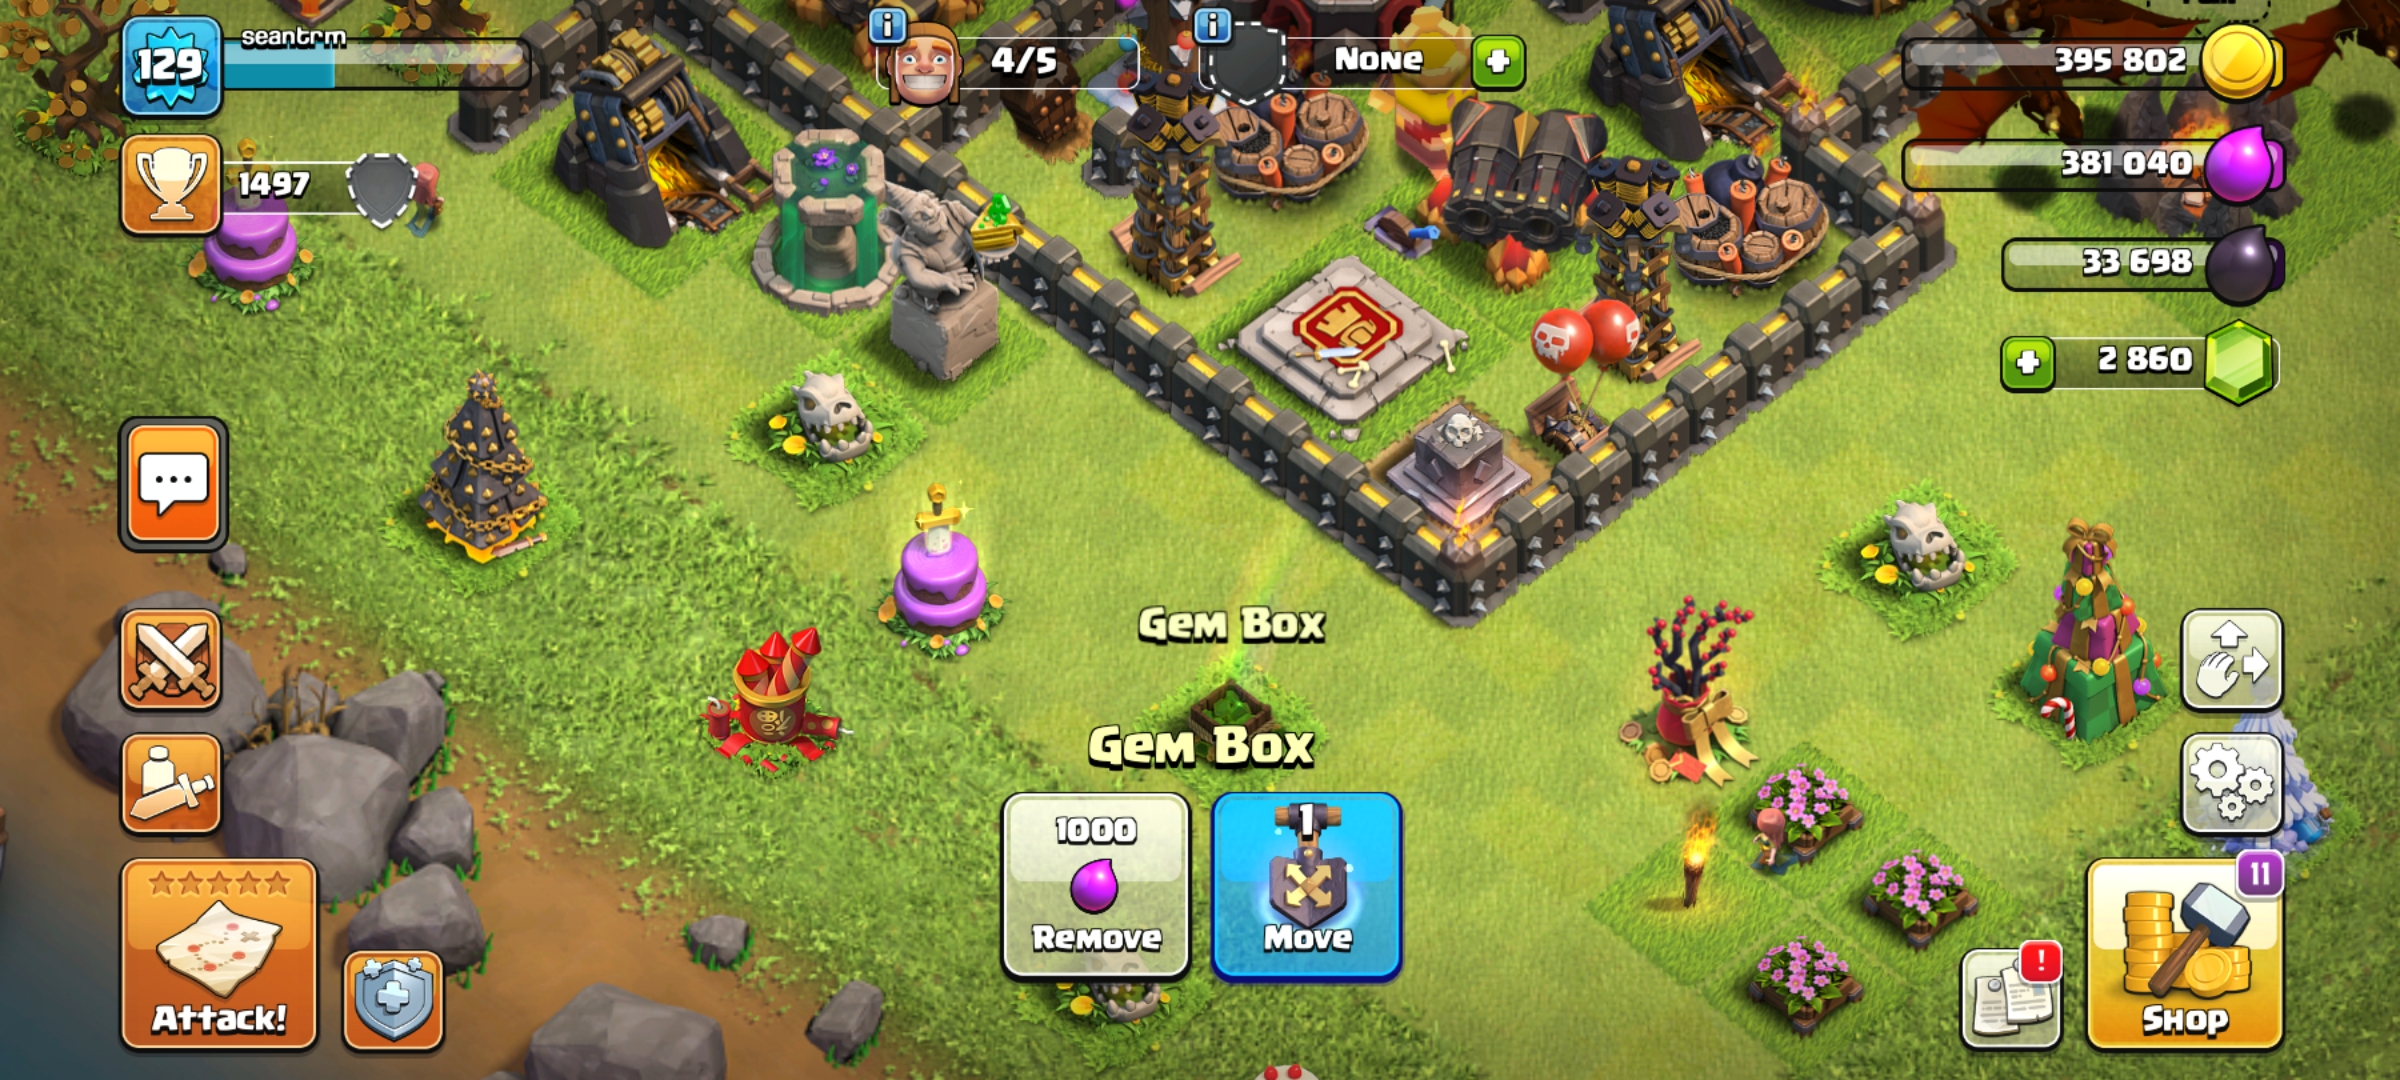 129
seantrm
4/5
None
395 802
1497
381 040
33 698
2 860
Gem Box
Gem Box
1000
Remove
1
Move
Attack!
11
!
Shop